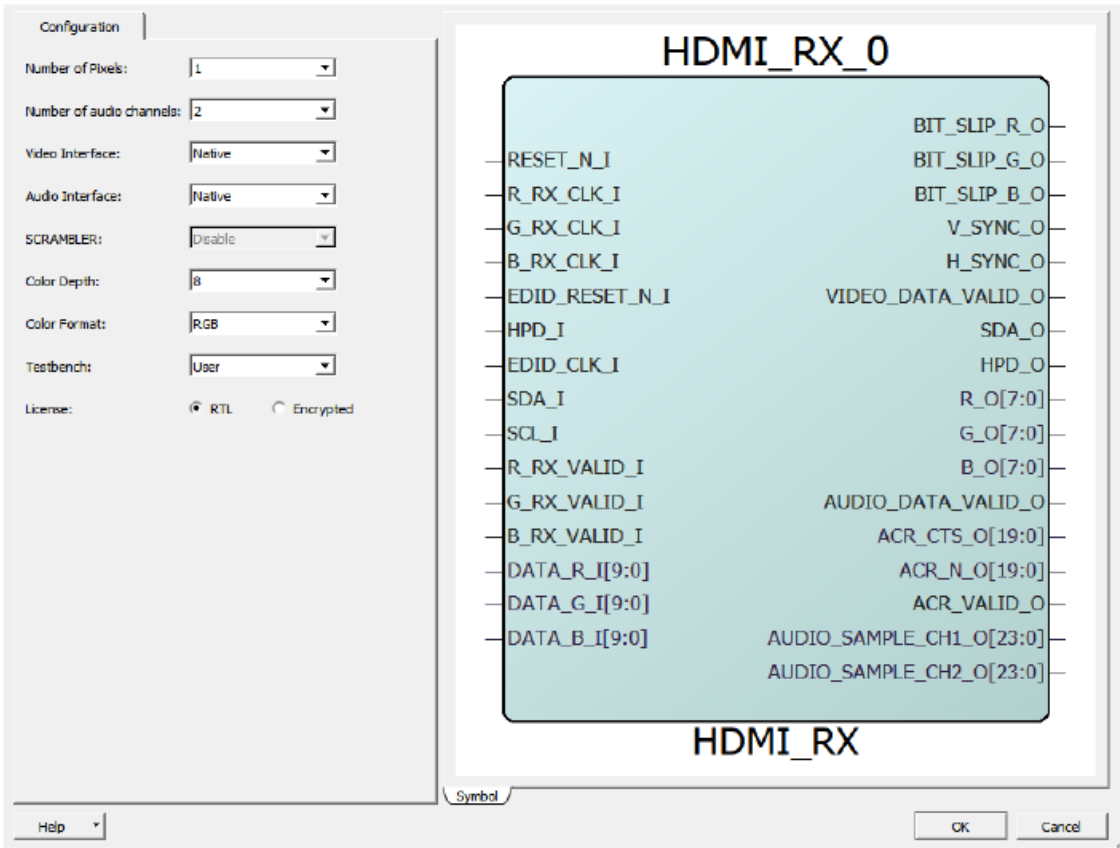 Configuration
Number of Pixels: 1
Number of audio channels: 2
Video Interface: Native
Audio Interface: Native
SCRAMBLER: Disable
Color Depth: 8
Color Format: RGB
Testbench: User
License: RTL Encrypted
HDMI_RX_0
BIT_SLIP_R_O
RESET_N_I BIT_SLIP_G_O
R_RX_CLK_I BIT_SLIP_B_O
G_RX_CLK_I V_SYNC_O
B_RX_CLK_I H_SYNC_O
EDID_RESET_N_I VIDEO_DATA_VALID_O
HPD_I SDA_O
EDID_CLK_I HPD_O
SDA_I R_O[7:0]
SCL_I G_O[7:0]
R_RX_VALID_I B_O[7:0]
G_RX_VALID_I AUDIO_DATA_VALID_O
B_RX_VALID_I ACR_CTS_O[19:0]
DATA_R_I[9:0] ACR_N_O[19:0]
DATA_G_I[9:0] ACR_VALID_O
DATA_B_I[9:0] AUDIO_SAMPLE_CH1_O[23:0]
AUDIO_SAMPLE_CH2_O[23:0]
HDMI_RX
Symbol
Help OK Cancel